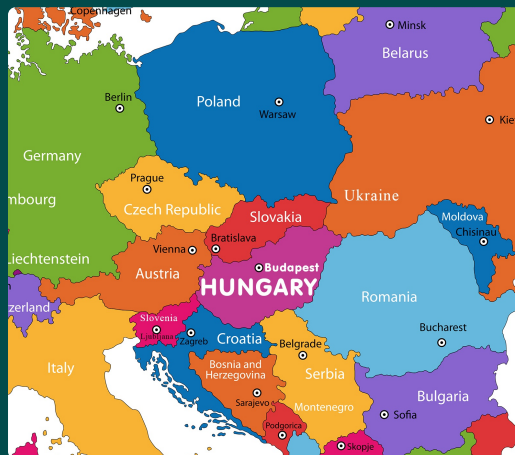 Copenhagen
Minsk
Belarus
Berlin
Poland
Warsaw
Kie
Germany
Prague
Ukraine
mbourg
Czech Republic
Slovakia
Moldova
Chisinau
Bratislava
Vienna
Liechtenstein
Austria
Budapest
HUNGARY
Romania
zerland
Slovenia
Ljubljana
Zagreb
Croatia
Bucharest
Belgrade
Italy
Bosnia and
Herzegovina
Serbia
Bulgaria
Sarajevo
Montenegro
Sofia
Podgorica
Skopje